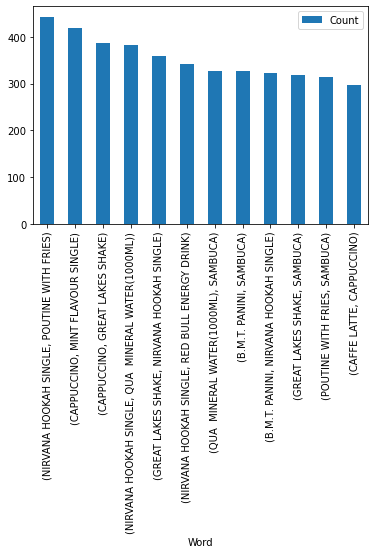 Count
400
300
200
100
0
(NIRVANA HOOKAH SINGLE, POUTINE WITH FRIES)
(CAPPUCCINO, MINT FLAVOUR SINGLE)
(CAPPUCCINO, GREAT LAKES SHAKE)
(NIRVANA HOOKAH SINGLE, QUA  MINERAL WATER(1000ML))
(GREAT LAKES SHAKE, NIRVANA HOOKAH SINGLE)
(NIRVANA HOOKAH SINGLE, RED BULL ENERGY DRINK)
(QUA  MINERAL WATER(1000ML), SAMBUCA)
(B.M.T. PANINI, SAMBUCA)
(B.M.T. PANINI, NIRVANA HOOKAH SINGLE)
(GREAT LAKES SHAKE, SAMBUCA)
(POUTINE WITH FRIES, SAMBUCA)
(CAFFE LATTE, CAPPUCCINO)
Word